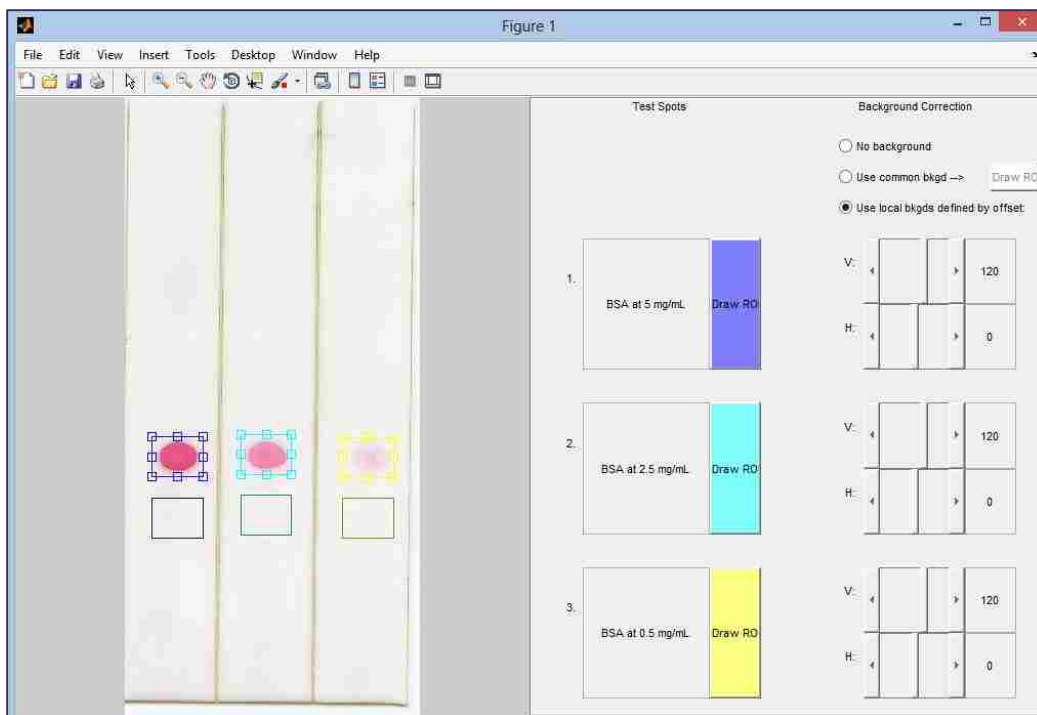 Figure 1
File Edit View Insert Tools Desktop Window Help
Test Spots
Background Correction
No background
Use common bkgd --> Draw RO
Use local bkgds defined by offset:
1.
BSA at 5 mg/mL
Draw RO
V:
120
H:
0
2.
BSA at 2.5 mg/mL
Draw RO
V:
120
H:
0
3.
BSA at 0.5 mg/mL
Draw RO
V:
120
H:
0